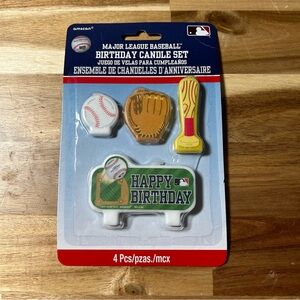 amscan
MAJOR LEAGUE BASEBALL
BIRTHDAY CANDLE SET
JUEGO DE VELAS PARA CUMPLEAÑOS
ENSEMBLE DE CHANDELLES D'ANNIVERSAIRE
HAPPY
BIRTHDAY
4 Pcs/pzas./mcx